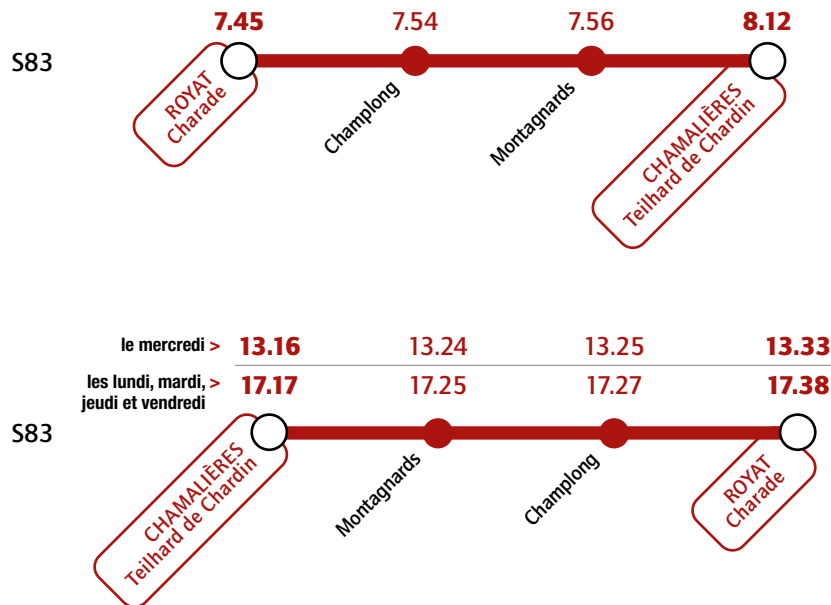 7.45 7.54 7.56 8.12
S83
ROYAT
Charade
Champlong
Montagnards
CHAMALIÈRES
Teilhard de Chardin
le mercredi > 13.16 13.24 13.25 13.33
les lundi, mardi, > 17.17 17.25 17.27 17.38
jeudi et vendredi
S83
CHAMALIÈRES
Teilhard de Chardin
Montagnards
Champlong
ROYAT
Charade